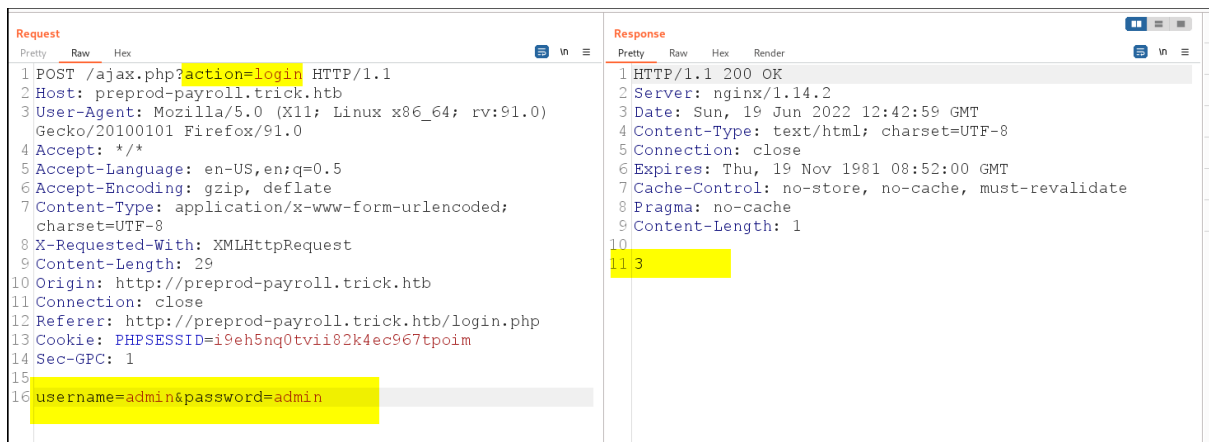 Request
Pretty Raw Hex
\n
1 POST /ajax.php?action=login HTTP/1.1
2 Host: preprod-payroll.trick.htb
3 User-Agent: Mozilla/5.0 (X11; Linux x86_64; rv:91.0)
Gecko/20100101 Firefox/91.0
4 Accept: */*
5 Accept-Language: en-US,en;q=0.5
6 Accept-Encoding: gzip, deflate
7 Content-Type: application/x-www-form-urlencoded;
charset=UTF-8
8 X-Requested-With: XMLHttpRequest
9 Content-Length: 29
10 Origin: http://preprod-payroll.trick.htb
11 Connection: close
12 Referer: http://preprod-payroll.trick.htb/login.php
13 Cookie: PHPSESSID=i9eh5nq0tvii82k4ec967tpoim
14 Sec-GPC: 1
15
16 username=admin&password=admin
Response
Pretty Raw Hex Render
\n
1 HTTP/1.1 200 OK
2 Server: nginx/1.14.2
3 Date: Sun, 19 Jun 2022 12:42:59 GMT
4 Content-Type: text/html; charset=UTF-8
5 Connection: close
6 Expires: Thu, 19 Nov 1981 08:52:00 GMT
7 Cache-Control: no-store, no-cache, must-revalidate
8 Pragma: no-cache
9 Content-Length: 1
10
11 3